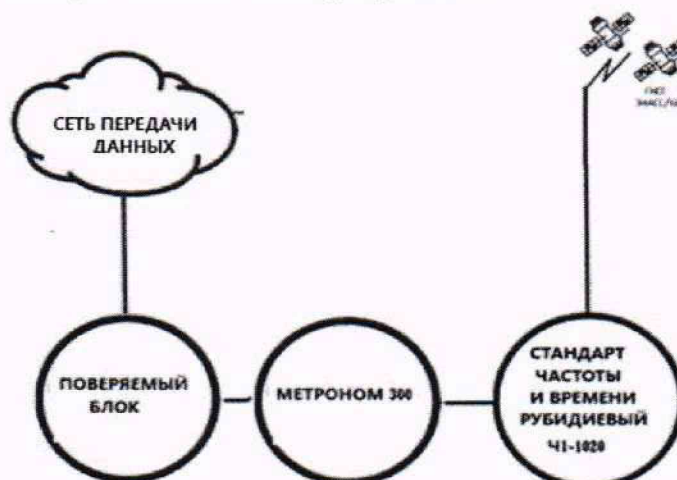 СЕТЬ ПЕРЕДАЧИ
ДАННЫХ
ПОВЕРЯЕМЫЙ
БЛОК
МЕТРОНОМ 300
СТАНДАРТ
ЧАСТОТЫ
И ВРЕМЕНИ
РУБИДИЕВЫЙ
Ч1-1020